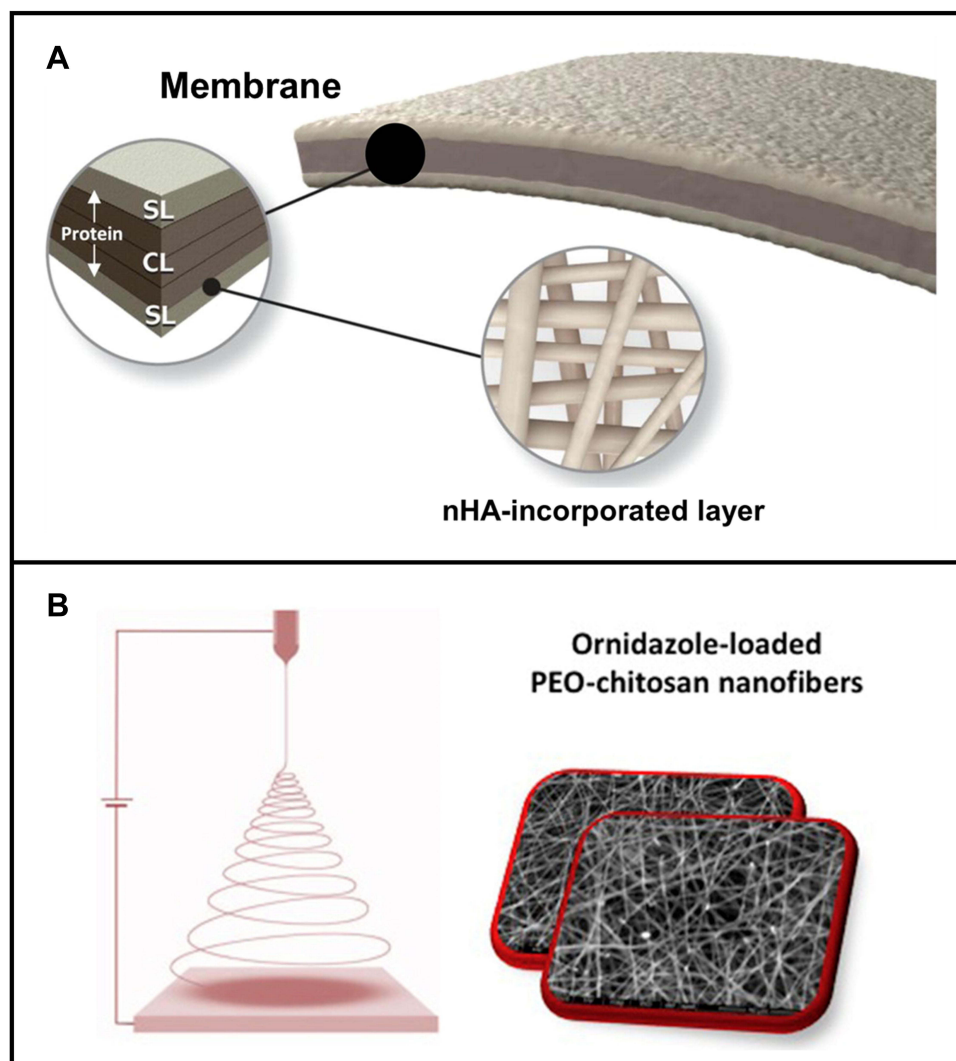 A
Membrane
SL
Protein
CL
SL
nHA-incorporated layer
B
Ornidazole-loaded
PEO-chitosan nanofibers